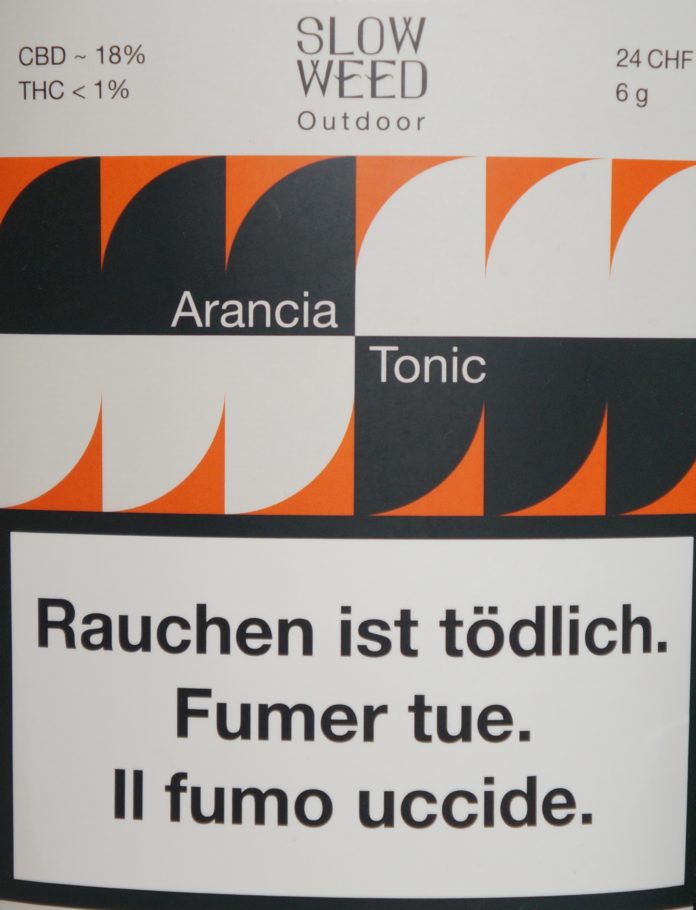 CBD ~ 18%
THC < 1%
SLOW
WEED
Outdoor
24 CHF
6 g
Arancia
Tonic
Rauchen ist tödlich.
Fumer tue.
Il fumo uccide.